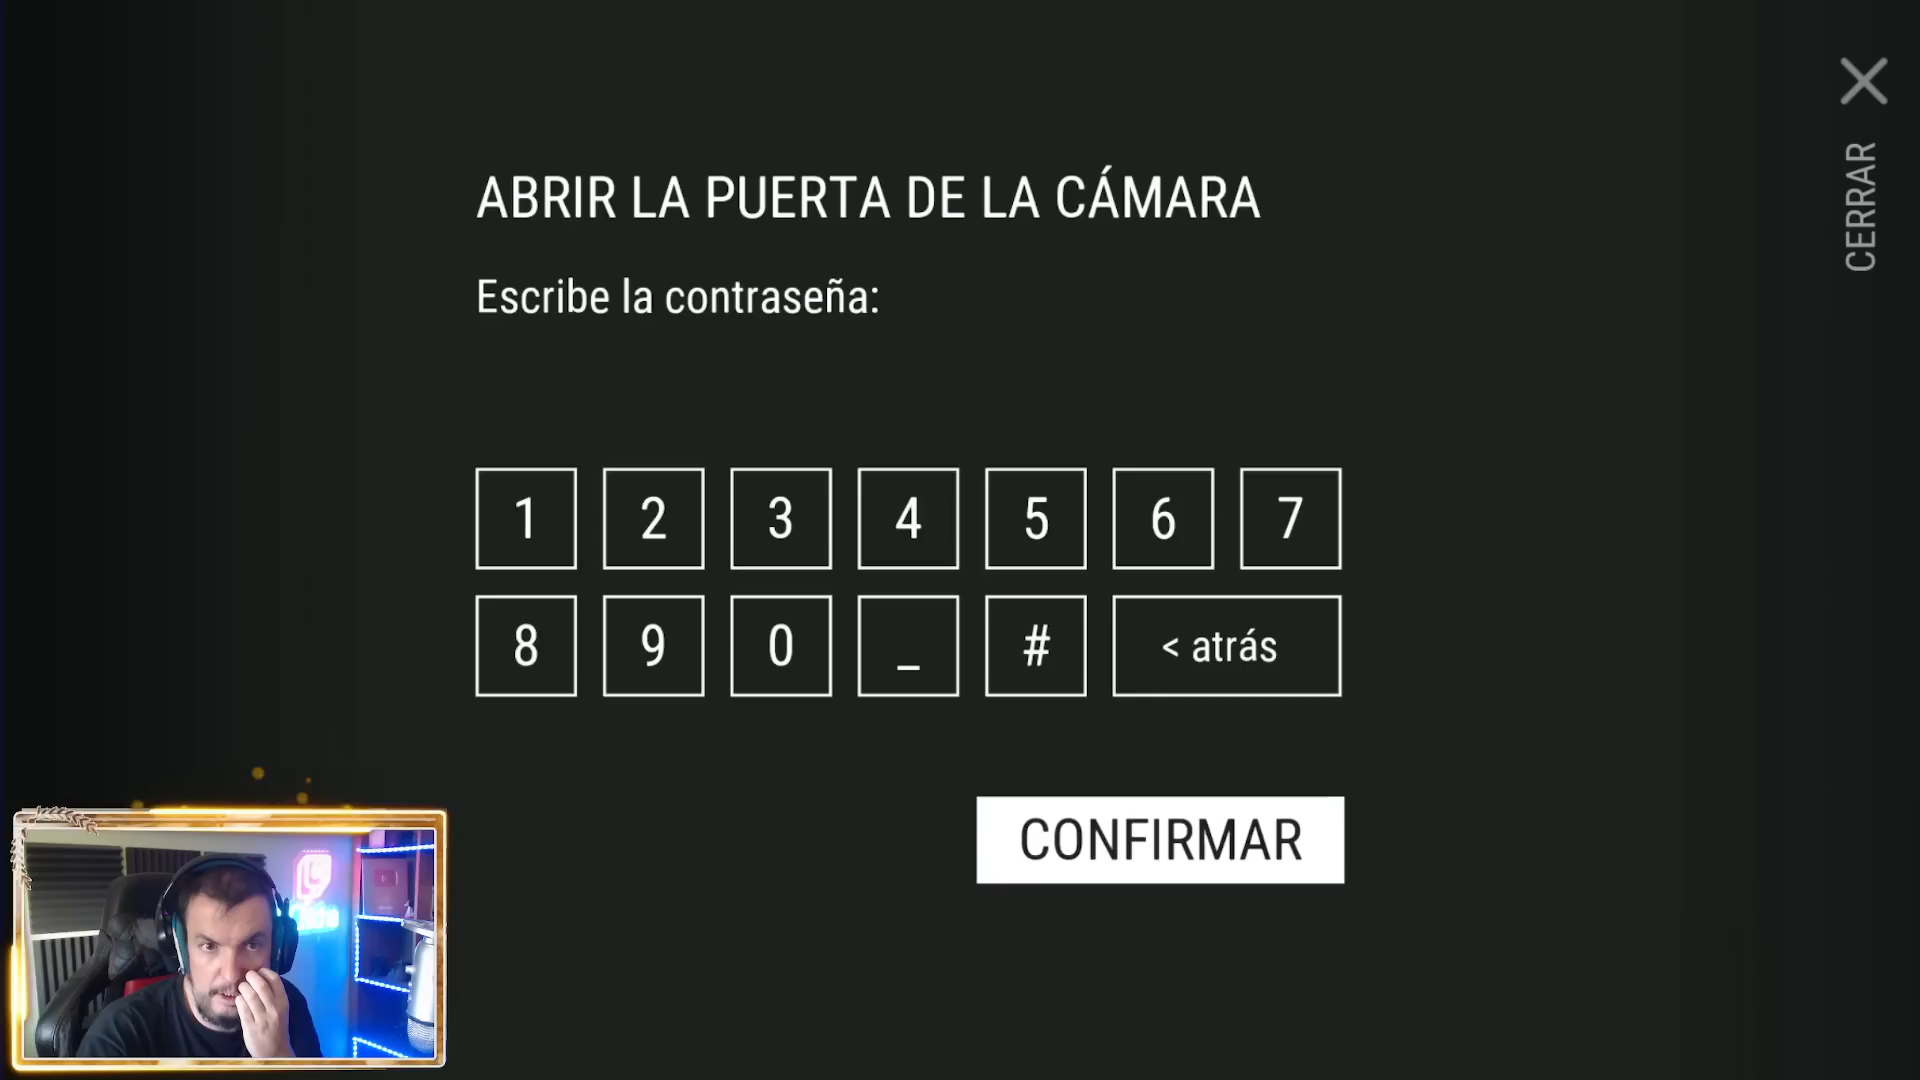 ABRIR LA PUERTA DE LA CÁMARA
CERRAR
Escribe la contraseña:
1 2 3 4 5 6 7
8 9 0 _ # < atrás
CONFIRMAR